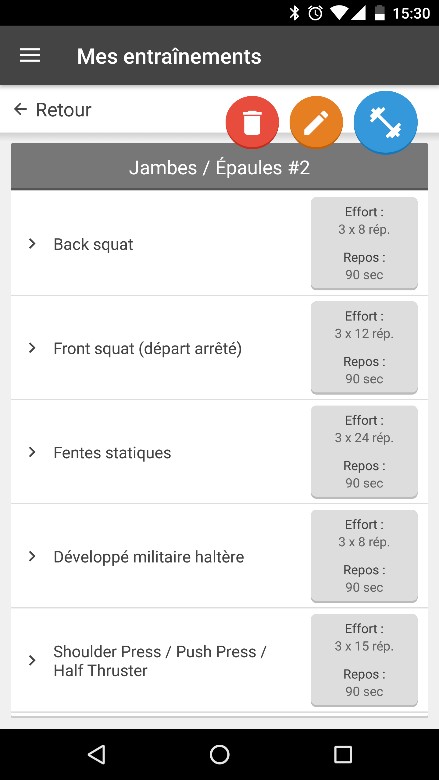 15:30
Mes entraînements
Retour
Jambes / Épaules #2
Back squat
Effort :
3 x 8 rép.
Repos :
90 sec
Front squat (départ arrêté)
Effort :
3 x 12 rép.
Repos :
90 sec
Fentes statiques
Effort :
3 x 24 rép.
Repos :
90 sec
Développé militaire haltère
Effort :
3 x 8 rép.
Repos :
90 sec
Shoulder Press / Push Press /
Half Thruster
Effort :
3 x 15 rép.
Repos :
90 sec